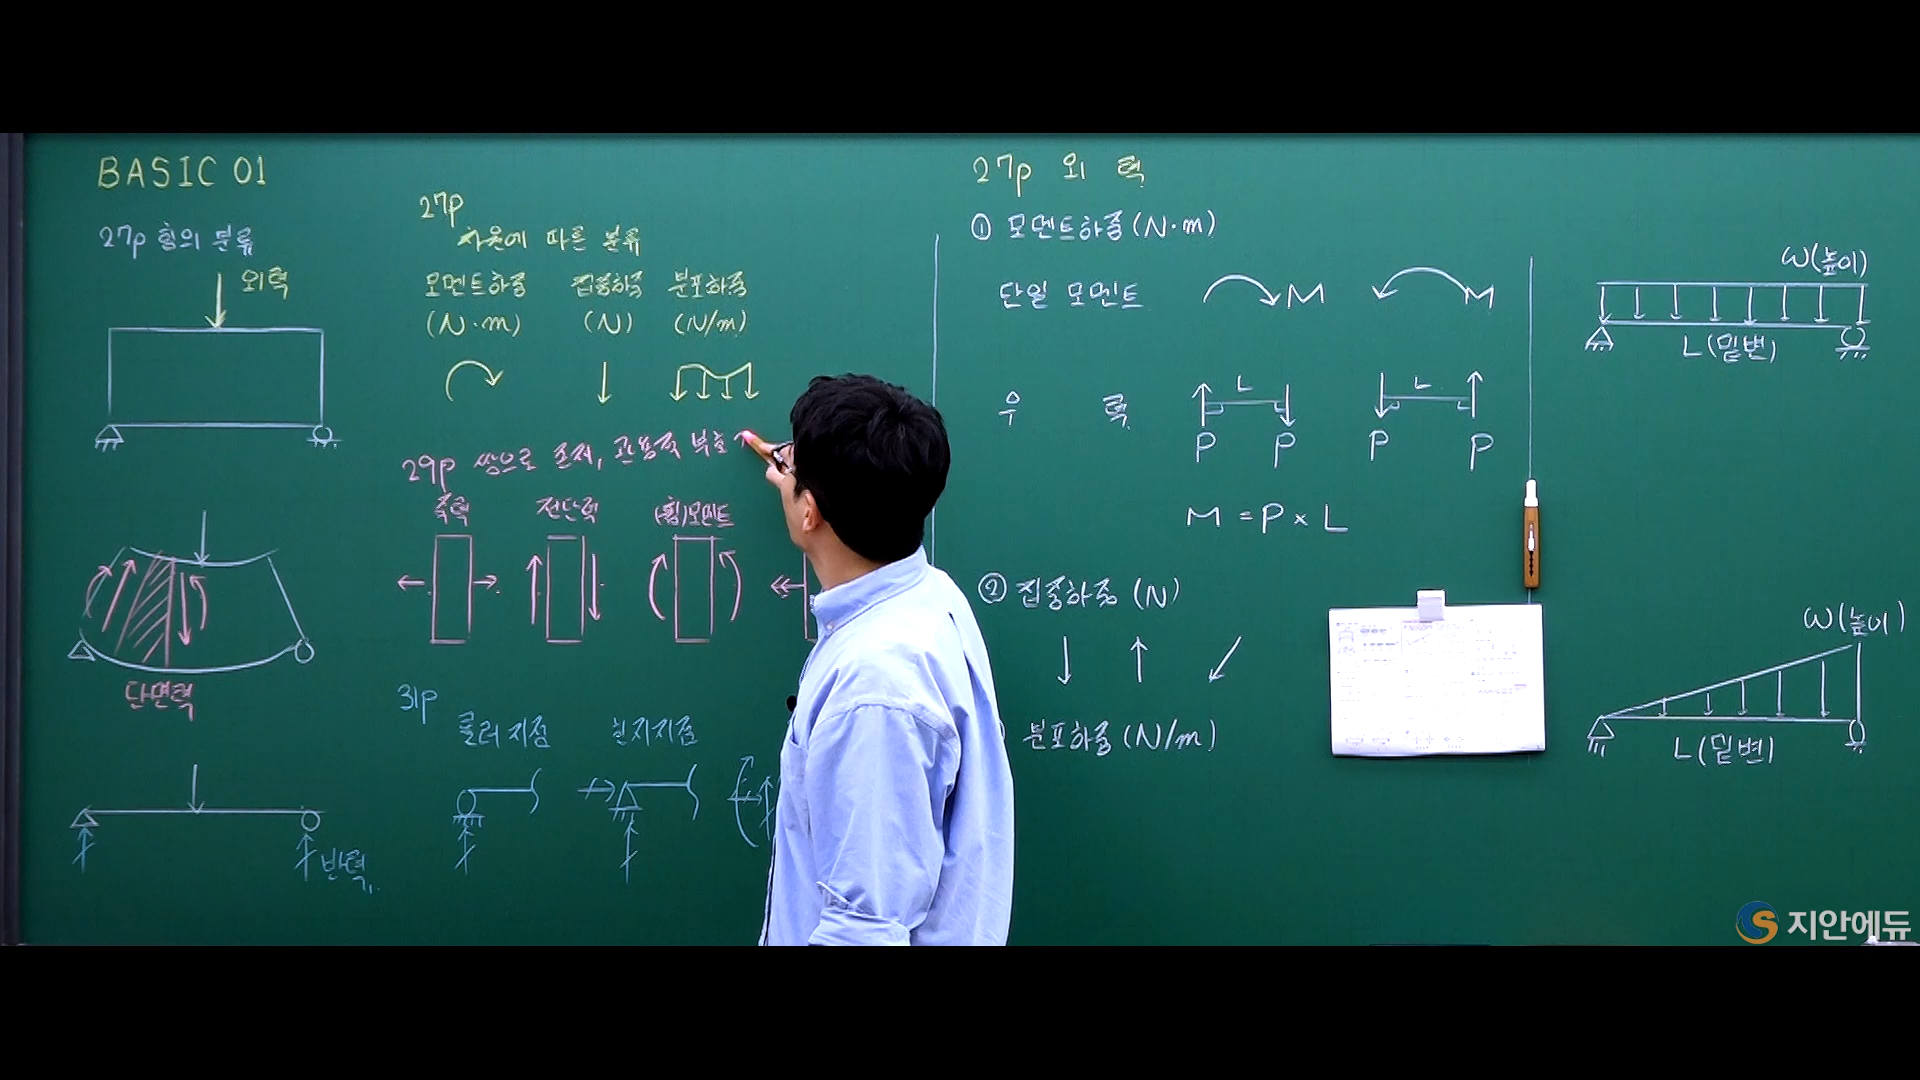 BASIC 01
27p 힘의 분류
외력
단면력
반력
27p
차원에 따른 분류
모멘트하중 집중하중 분포하중
(N·m) (N) (N/m)
29p 쌍으로 존재, 관용적 부호
축력 전단력 (휨)모멘트
31p
롤러지점 힌지지점
27p 외력
① 모멘트하중(N·m)
단일 모멘트 M M
우력 L L
P P P P
M = P × L
② 집중하중 (N)
분포하중(N/m)
ω(높이)
L(밑변)
ω(높이)
L(밑변)
지안에듀